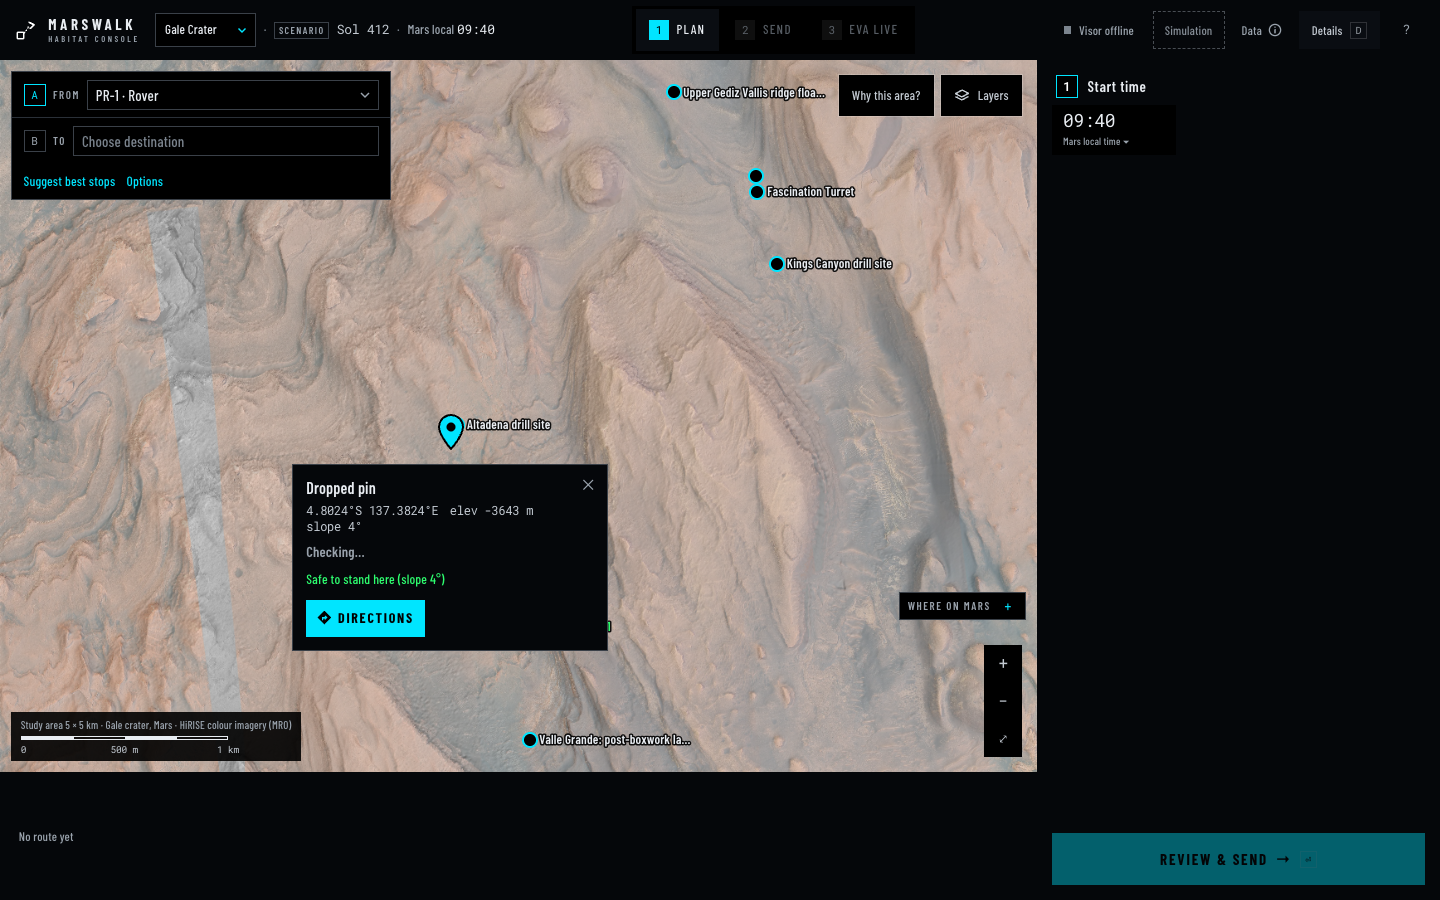 MARSWALK
HABITAT CONSOLE
Gale Crater
· SCENARIO Sol 412 · Mars local 09:40
1 PLAN
2 SEND
3 EVA LIVE
Visor offline
Simulation
Data
Details D
?
A FROM PR-1 · Rover
B TO Choose destination
Suggest best stops Options
Upper Gediz Vallis ridge floa...
Why this area?
Layers
Fascination Turret
Kings Canyon drill site
Altadena drill site
Dropped pin
4.8024°S 137.3824°E elev -3643 m
slope 4°
Checking...
Safe to stand here (slope 4°)
DIRECTIONS
WHERE ON MARS +
+
−
Valle Grande: post-boxwork la...
Study area 5 × 5 km · Gale crater, Mars · HiRISE colour imagery (MRO)
0 500 m 1 km
1 Start time
09:40
Mars local time
No route yet
REVIEW & SEND →